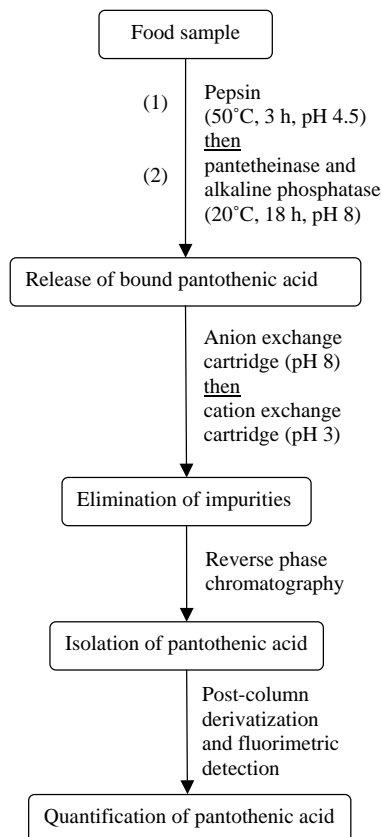 Food sample
(1)
Pepsin
(50˚C, 3 h, pH 4.5)
then
(2)
pantetheinase and
alkaline phosphatase
(20˚C, 18 h, pH 8)
Release of bound pantothenic acid
Anion exchange
cartridge (pH 8)
then
cation exchange
cartridge (pH 3)
Elimination of impurities
Reverse phase
chromatography
Isolation of pantothenic acid
Post-column
derivatization
and fluorimetric
detection
Quantification of pantothenic acid